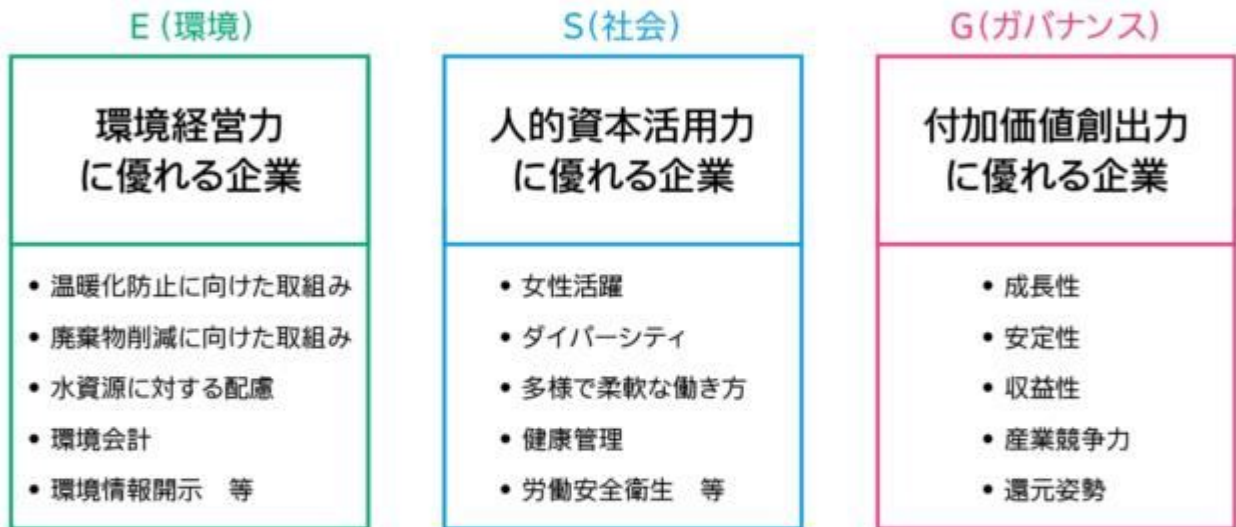 E (環境)
環境経営力
に優れる企業
• 温暖化防止に向けた取組み
• 廃棄物削減に向けた取組み
• 水資源に対する配慮
• 環境会計
• 環境情報開示　等
S(社会)
人的資本活用力
に優れる企業
• 女性活躍
• ダイバーシティ
• 多様で柔軟な働き方
• 健康管理
• 労働安全衛生　等
G(ガバナンス)
付加価値創出力
に優れる企業
• 成長性
• 安定性
• 収益性
• 産業競争力
• 還元姿勢